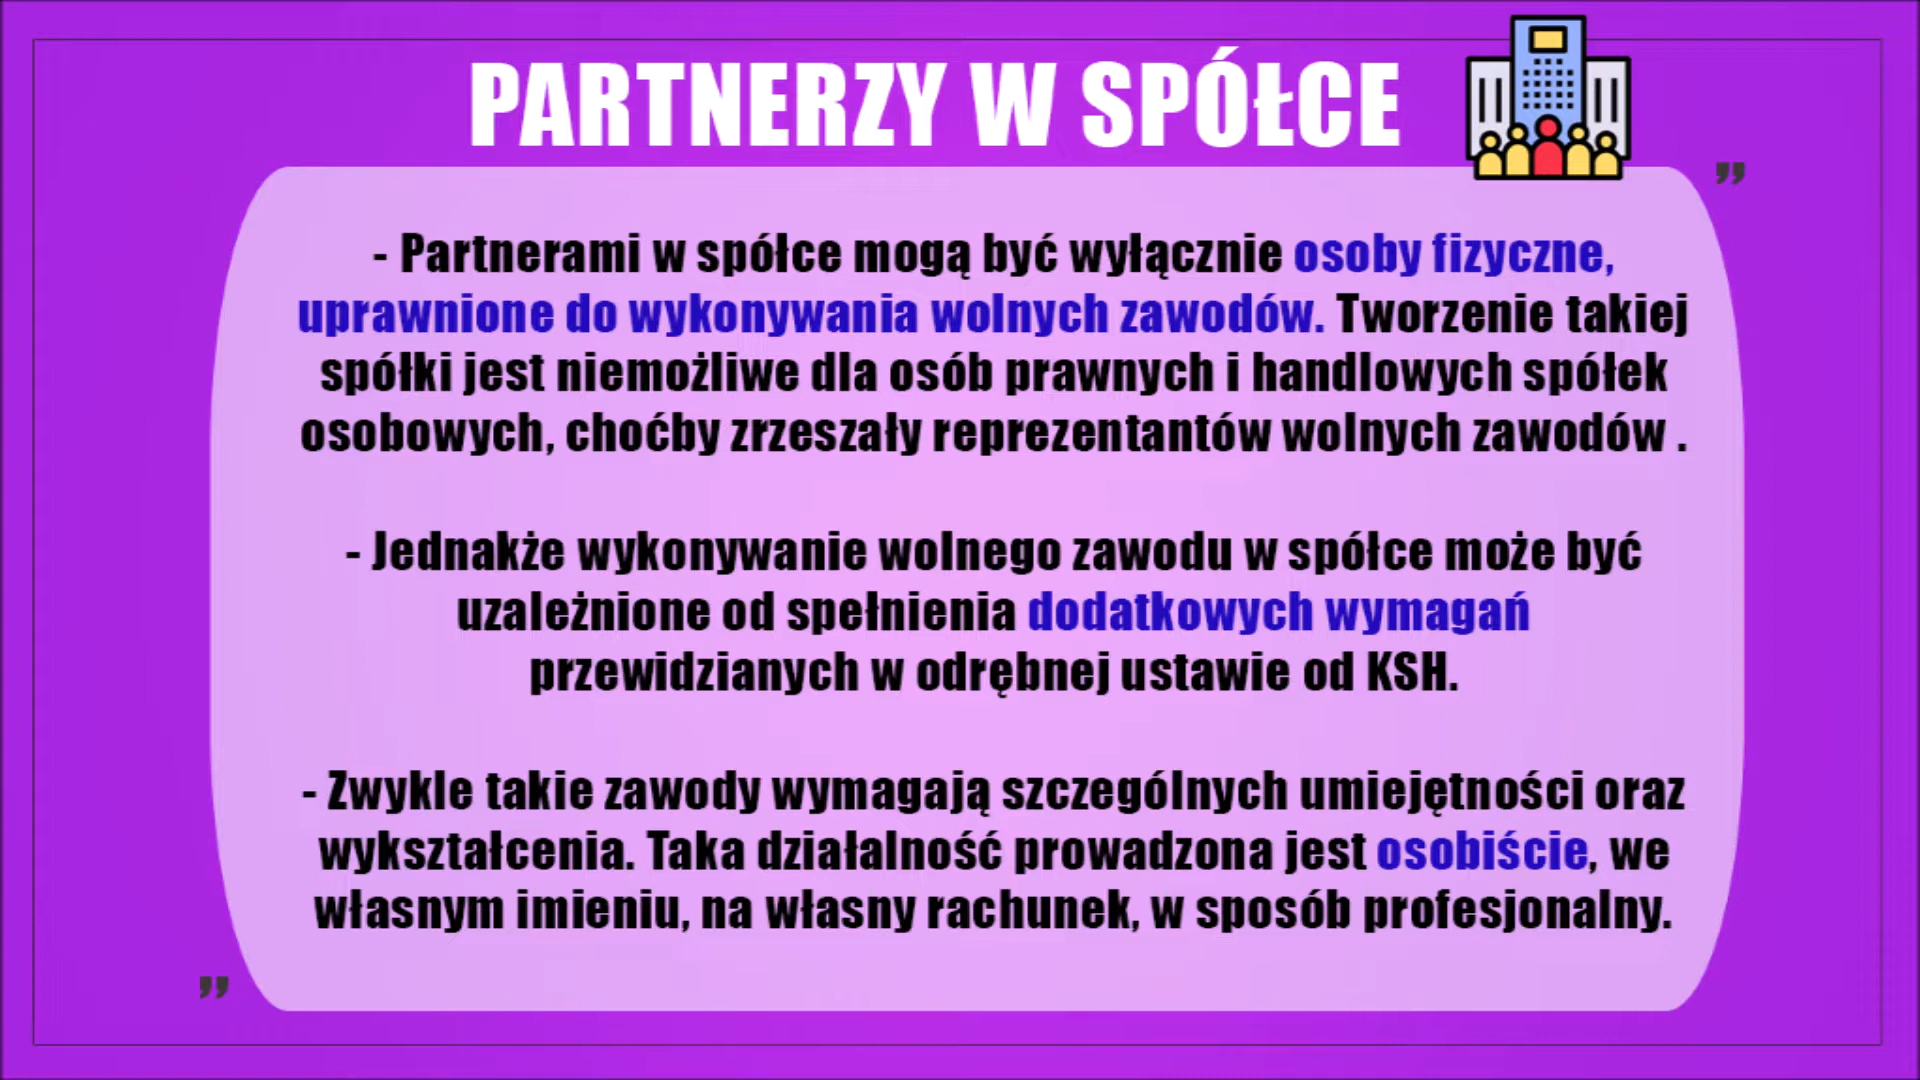 PARTNERZY W SPÓŁCE
”
- Partnerami w spółce mogą być wyłącznie osoby fizyczne,
uprawnione do wykonywania wolnych zawodów. Tworzenie takiej
spółki jest niemożliwe dla osób prawnych i handlowych spółek
osobowych, choćby zrzeszały reprezentantów wolnych zawodów .
- Jednakże wykonywanie wolnego zawodu w spółce może być
uzależnione od spełnienia dodatkowych wymagań
przewidzianych w odrębnej ustawie od KSH.
- Zwykle takie zawody wymagają szczególnych umiejętności oraz
wykształcenia. Taka działalność prowadzona jest osobiście, we
własnym imieniu, na własny rachunek, w sposób profesjonalny.
”